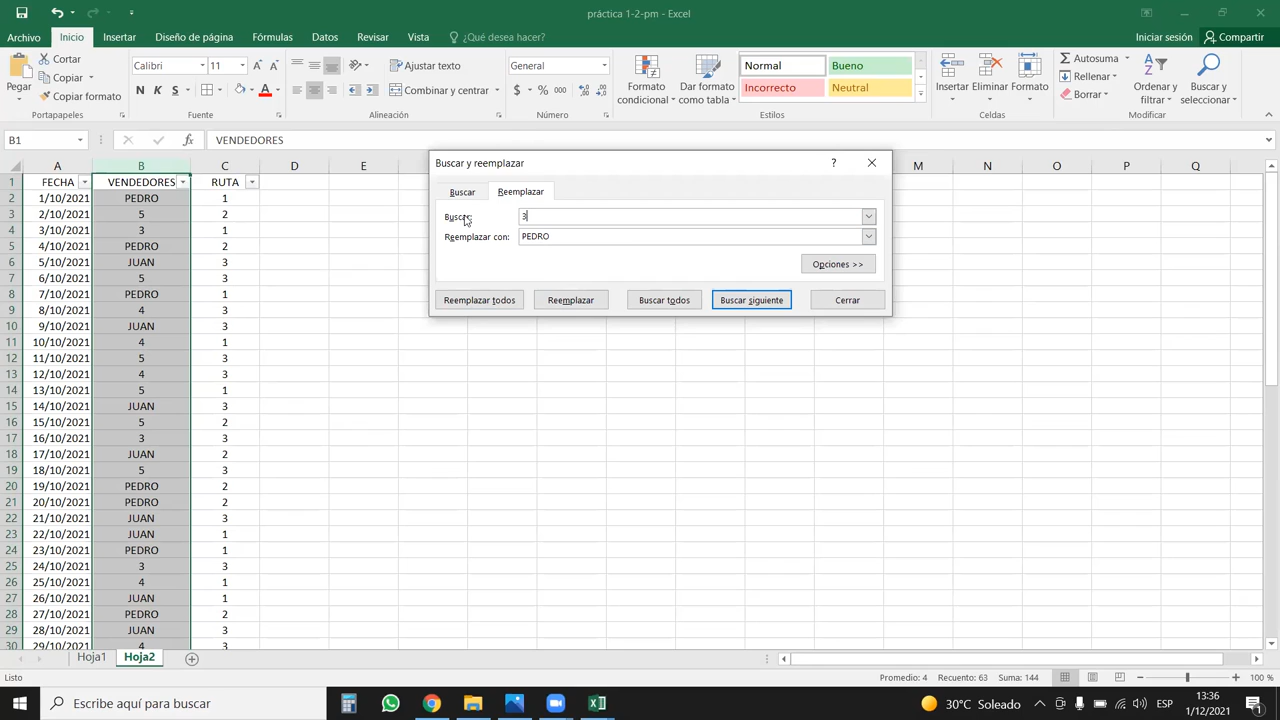 práctica 1-2-pm - Excel
Archivo Inicio Insertar Diseño de página Fórmulas Datos Revisar Vista ¿Qué desea hacer? Iniciar sesión Compartir
Pegar
Cortar
Copiar
Copiar formato
Portapapeles
Calibri 11
N K S
Fuente
Ajustar texto
Combinar y centrar
Alineación
General
$ % 000
Número
Formato condicional
Dar formato como tabla
Normal Bueno
Incorrecto Neutral
Estilos
Insertar Eliminar Formato
Celdas
Autosuma
Rellenar
Borrar
Ordenar y filtrar
Buscar y seleccionar
Modificar
B1 fx VENDEDORES
A B C D E M N O P Q
1 FECHA VENDEDORES RUTA
2 1/10/2021 PEDRO 1
3 2/10/2021 5 2
4 3/10/2021 3 1
5 4/10/2021 PEDRO 2
6 5/10/2021 JUAN 3
7 6/10/2021 5 3
8 7/10/2021 PEDRO 1
9 8/10/2021 4 3
10 9/10/2021 JUAN 3
11 10/10/2021 4 1
12 11/10/2021 5 3
13 12/10/2021 4 3
14 13/10/2021 5 1
15 14/10/2021 JUAN 3
16 15/10/2021 5 2
17 16/10/2021 3 3
18 17/10/2021 JUAN 2
19 18/10/2021 5 3
20 19/10/2021 PEDRO 2
21 20/10/2021 PEDRO 2
22 21/10/2021 JUAN 3
23 22/10/2021 JUAN 1
24 23/10/2021 PEDRO 1
25 24/10/2021 3 3
26 25/10/2021 4 1
27 26/10/2021 JUAN 1
28 27/10/2021 PEDRO 2
29 28/10/2021 JUAN 3
30 29/10/2021 4 3
Buscar y reemplazar ?
Buscar Reemplazar
Buscar: 3
Reemplazar con: PEDRO
Opciones >>
Reemplazar todos Reemplazar Buscar todos Buscar siguiente Cerrar
Hoja1 Hoja2
Listo Promedio: 4 Recuento: 63 Suma: 144 100 %
Escribe aquí para buscar
30°C Soleado
ESP
13:36
1/12/2021